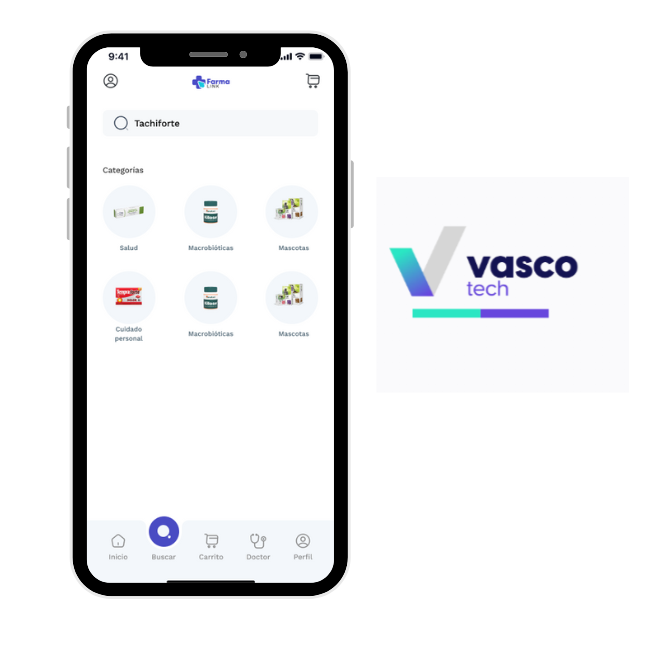 9:41
Farma
LINK
Tachiforte
Categorías
Salud
Macrobióticas
Mascotas
Cuidado
personal
Macrobióticas
Mascotas
Inicio
Buscar
Carrito
Doctor
Perfil
vasco
tech